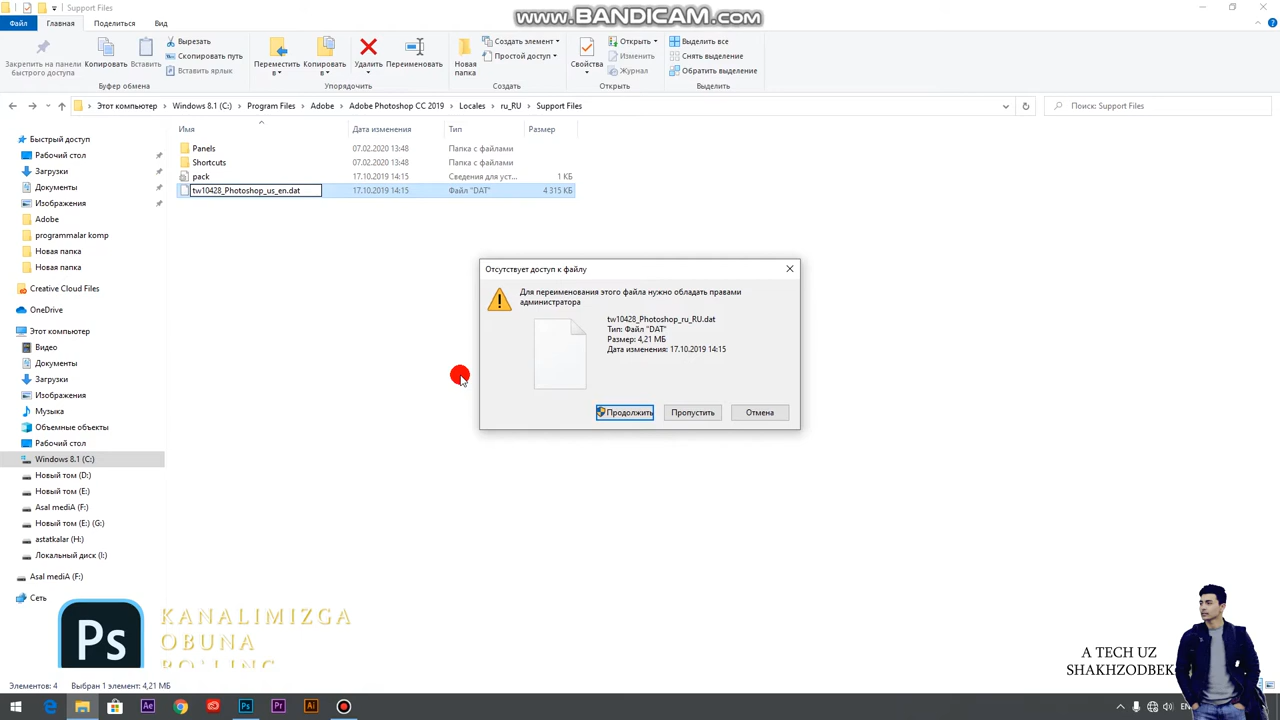 Support Files
www.BANDICAM.com
Файл
Главная
Поделиться
Вид
Закрепить на панели быстрого доступа
Копировать
Вставить
Вырезать
Скопировать путь
Вставить ярлык
Переместить в
Копировать в
Удалить
Переименовать
Новая папка
Создать элемент
Простой доступ
Свойства
Открыть
Изменить
Журнал
Выделить все
Снять выделение
Обратить выделение
Буфер обмена
Упорядочить
Создать
Открыть
Выделить
Этот компьютер
Windows 8.1 (C:)
Program Files
Adobe
Adobe Photoshop CC 2019
Locales
ru_RU
Support Files
Поиск: Support Files
Имя
Дата изменения
Тип
Размер
Panels
07.02.2020 13:48
Папка с файлами
Shortcuts
07.02.2020 13:48
Папка с файлами
pack
17.10.2019 14:15
Сведения для уст...
1 КБ
tw10428_Photoshop_us_en.dat
17.10.2019 14:15
Файл "DAT"
4 315 КБ
Быстрый доступ
Рабочий стол
Загрузки
Документы
Изображения
Adobe
programmalar komp
Новая папка
Новая папка
Creative Cloud Files
OneDrive
Этот компьютер
Видео
Документы
Загрузки
Изображения
Музыка
Объемные объекты
Рабочий стол
Windows 8.1 (C:)
Новый том (D:)
Новый том (E:)
Asal mediA (F:)
Новый том (E:) (G:)
astatkalar (H:)
Локальный диск (I:)
Asal mediA (F:)
Сеть
Отсутствует доступ к файлу
Для переименования этого файла нужно обладать правами
администратора
tw10428_Photoshop_ru_RU.dat
Тип: Файл "DAT"
Размер: 4,21 МБ
Дата изменения: 17.10.2019 14:15
Продолжить
Пропустить
Отмена
Ps
KANALIMIZGA
OBUNA
BO`LING
A TECH UZ
SHAKHZODBEK
Элементов: 4
Выбран 1 элемент: 4,21 МБ
Ae
Ps
Pr
Ai